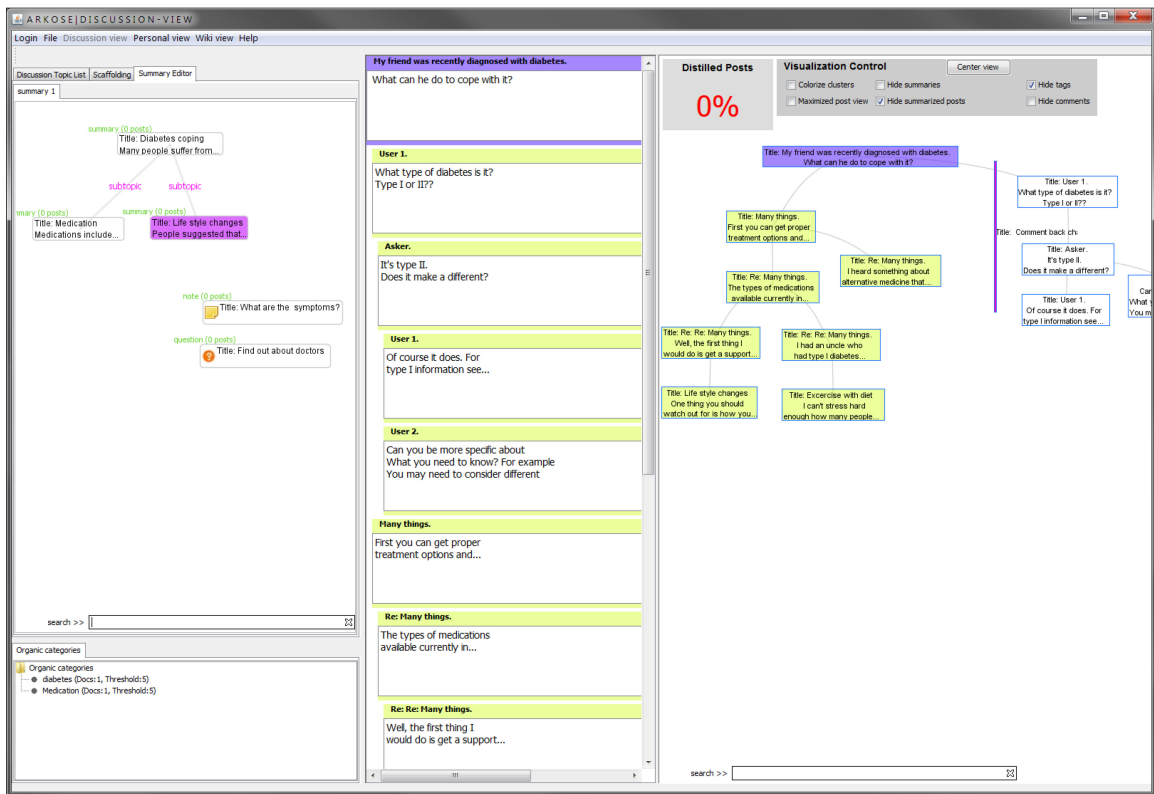 ARKOSE|DISCUSSION-VIEW
Login File Discussion view Personal view Wiki view Help
Discussion Topic List Scaffolding Summary Editor
summary 1
summary (0 posts)
Title: Diabetes coping
Many people suffer from...
subtopic subtopic
mmary (0 posts)
Title: Medication
Medications include...
summary (0 posts)
Title: Life style changes
People suggested that...
note (0 posts)
Title: What are the symptoms?
question (0 posts)
Title: Find out about doctors
search >>
Organic categories
Organic categories
diabetes (Docs:1, Threshold:5)
Medication (Docs:1, Threshold:5)
My friend was recently diagnosed with diabetes.
What can he do to cope with it?
User 1.
What type of diabetes is it?
Type I or II??
Asker.
It's type II.
Does it make a different?
User 1.
Of course it does. For
type I information see...
User 2.
Can you be more specific about
What you need to know? For example
You may need to consider different
Many things.
First you can get proper
treatment options and...
Re: Many things.
The types of medications
available currently in...
Re: Re: Many things.
Well, the first thing I
would do is get a support...
Distilled Posts
0%
Visualization Control
Center view
Colorize clusters Hide summaries Hide tags
Maximized post view Hide summarized posts Hide comments
Title: My friend was recently diagnosed with diabetes.
What can he do to cope with it?
Title: Many things.
First you can get proper
treatment options and...
Title: Re: Many things.
I heard something about
alternative medicine that...
Title: Re: Many things.
The types of medications
available currently in...
Title: Re: Re: Many things.
Well, the first thing I
would do is get a support...
Title: Re: Re: Many things.
I had an uncle who
had type I diabetes...
Title: Life style changes
One thing you should
watch out for is how you...
Title: Excercise with diet
I can't stress hard
enough how many people...
Title: User 1.
What type of diabetes is it?
Type I or II??
Title: Comment back ch
Title: Asker.
It's type II.
Does it make a different?
Title: User 1.
Of course it does. For
type I information see...
Can
What y
You m
search >>